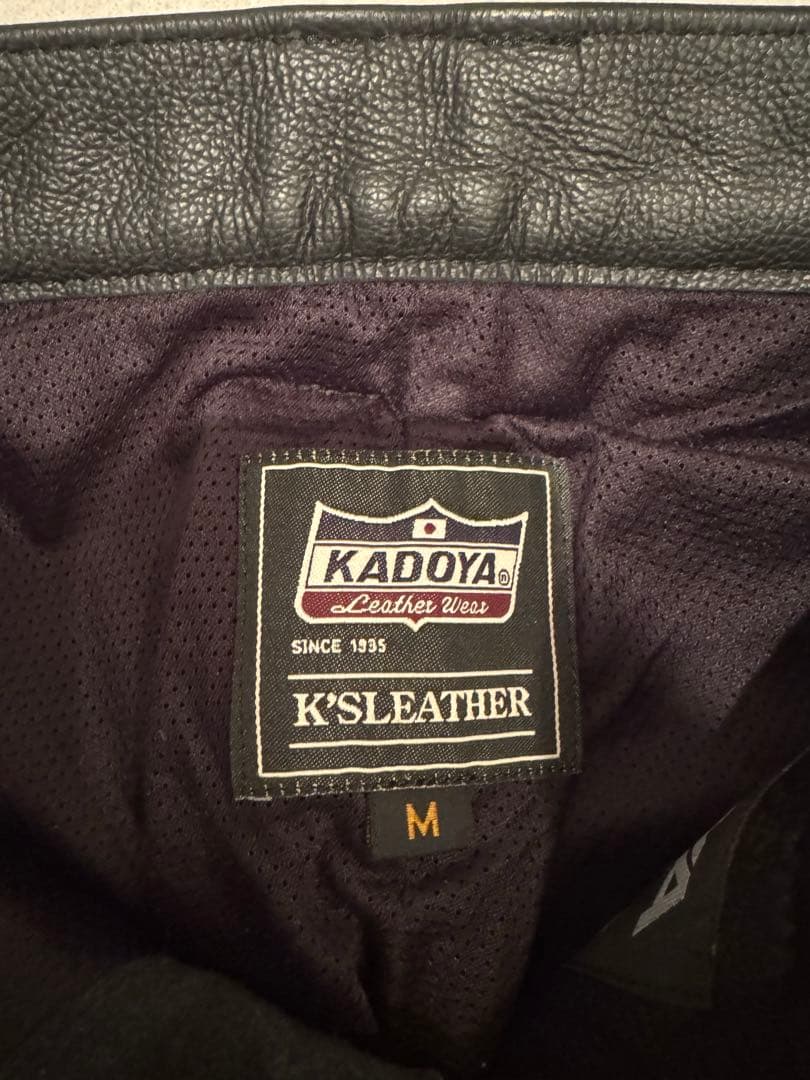 KADOYA®
Leather Wear
SINCE 1935
K'SLEATHER
M